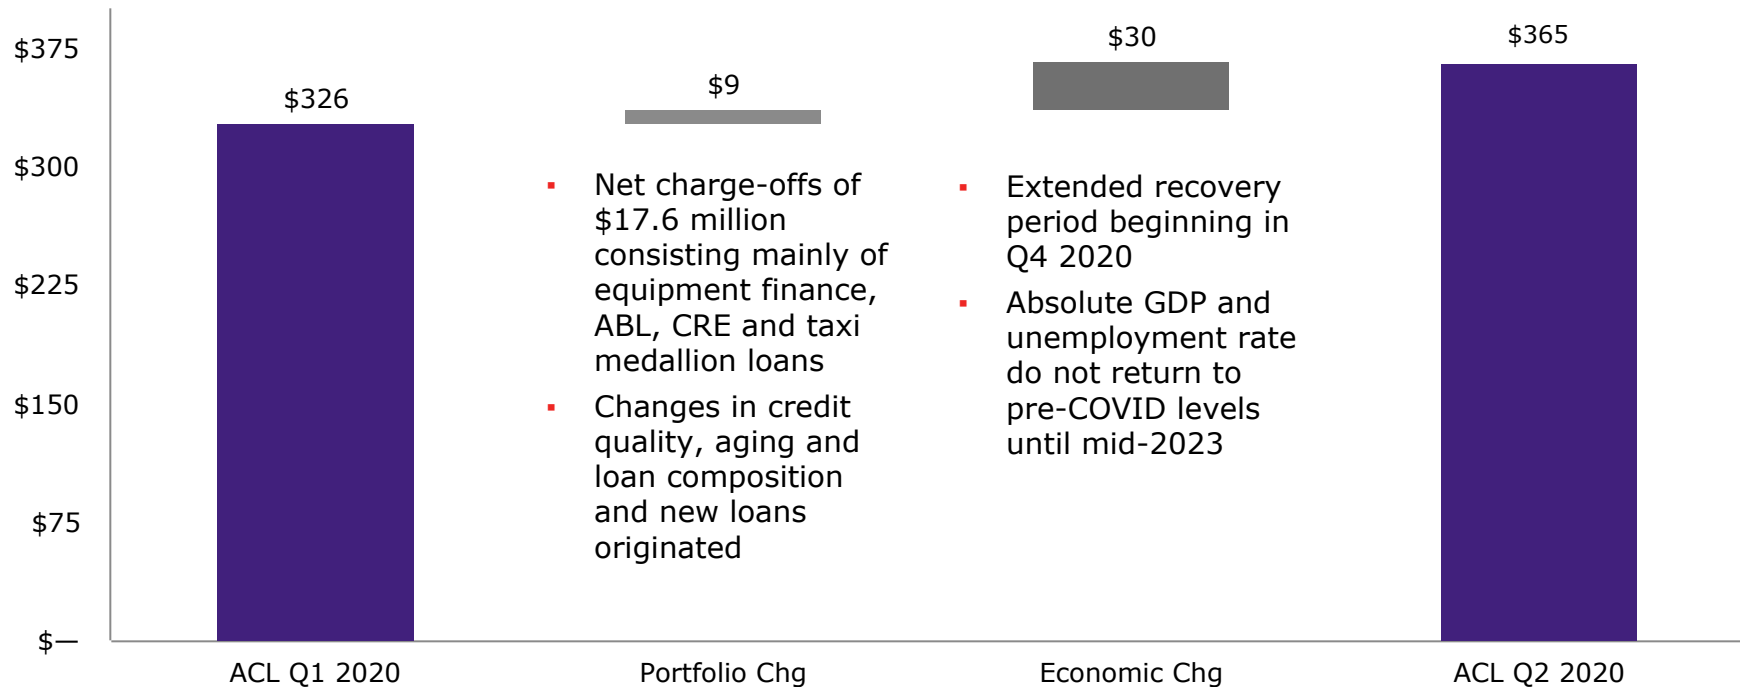 $375
$300
$225
$150
$75
$—
$326
$9
$30
$365
▪ Net charge-offs of
$17.6 million
consisting mainly of
equipment finance,
ABL, CRE and taxi
medallion loans
▪ Changes in credit
quality, aging and
loan composition
and new loans
originated
▪ Extended recovery
period beginning in
Q4 2020
▪ Absolute GDP and
unemployment rate
do not return to
pre-COVID levels
until mid-2023
ACL Q1 2020
Portfolio Chg
Economic Chg
ACL Q2 2020